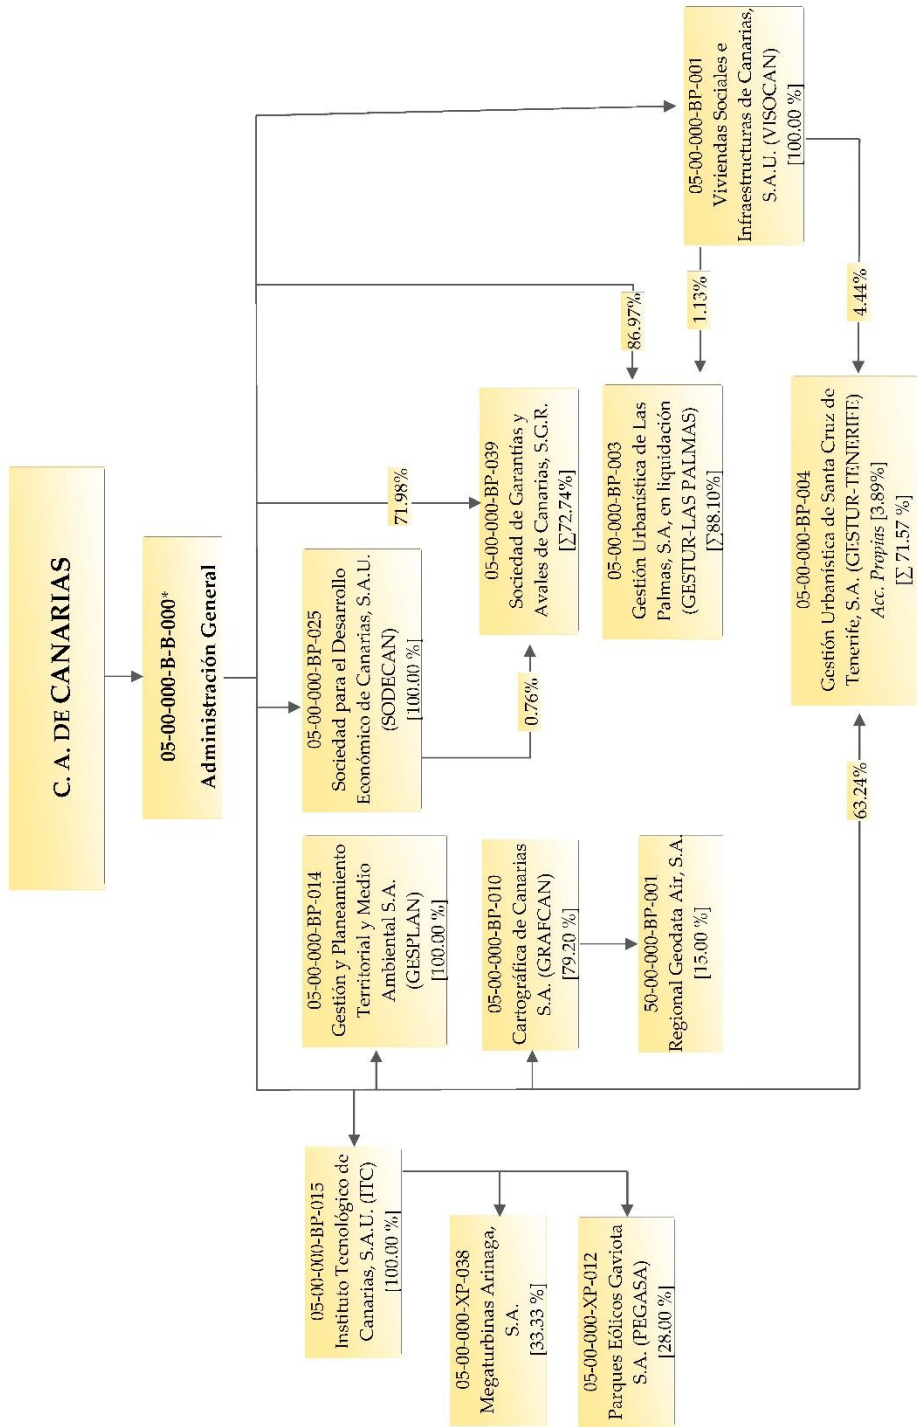 C. A. DE CANARIAS
05-00-000-B-B-000*
Administración General
05-00-000-BP-015
Instituto Tecnológico de
Canarias, S.A.U. (ITC)
[100.00 %]
05-00-000-BP-014
Gestión y Planeamiento
Territorial y Medio
Ambiental S.A.
(GESPLAN)
[100.00 %]
05-00-000-BP-025
Sociedad para el Desarrollo
Económico de Canarias, S.A.U.
(SODECAN)
[100.00 %]
71.98%
05-00-000-XP-038
Megaturbinas Arinaga,
S.A.
[33.33 %]
05-00-000-BP-010
Cartográfica de Canarias
S.A. (GRAFCAN)
[79.20 %]
0.76%
05-00-000-BP-039
Sociedad de Garantías y
Avales de Canarias, S.G.R.
[∑72.74%]
05-00-000-XP-012
Parques Eólicos Gaviota
S.A. (PEGASA)
[28.00 %]
50-00-000-BP-001
Regional Geodata Air, S.A.
[15.00 %]
86.97%
05-00-000-BP-003
Gestión Urbanística de Las
Palmas, S.A, en liquidación
(GESTUR-LAS PALMAS)
[∑88.10%]
1.13%
05-00-000-BP-001
Viviendas Sociales e
Infraestructuras de Canarias,
S.A.U. (VISOCAN)
[100.00 %]
63.24%
05-00-000-BP-004
Gestión Urbanística de Santa Cruz de
Tenerife, S.A. (GESTUR-TENERIFE)
Acc. Propias [3.89%]
[∑ 71.57 %]
4.44%